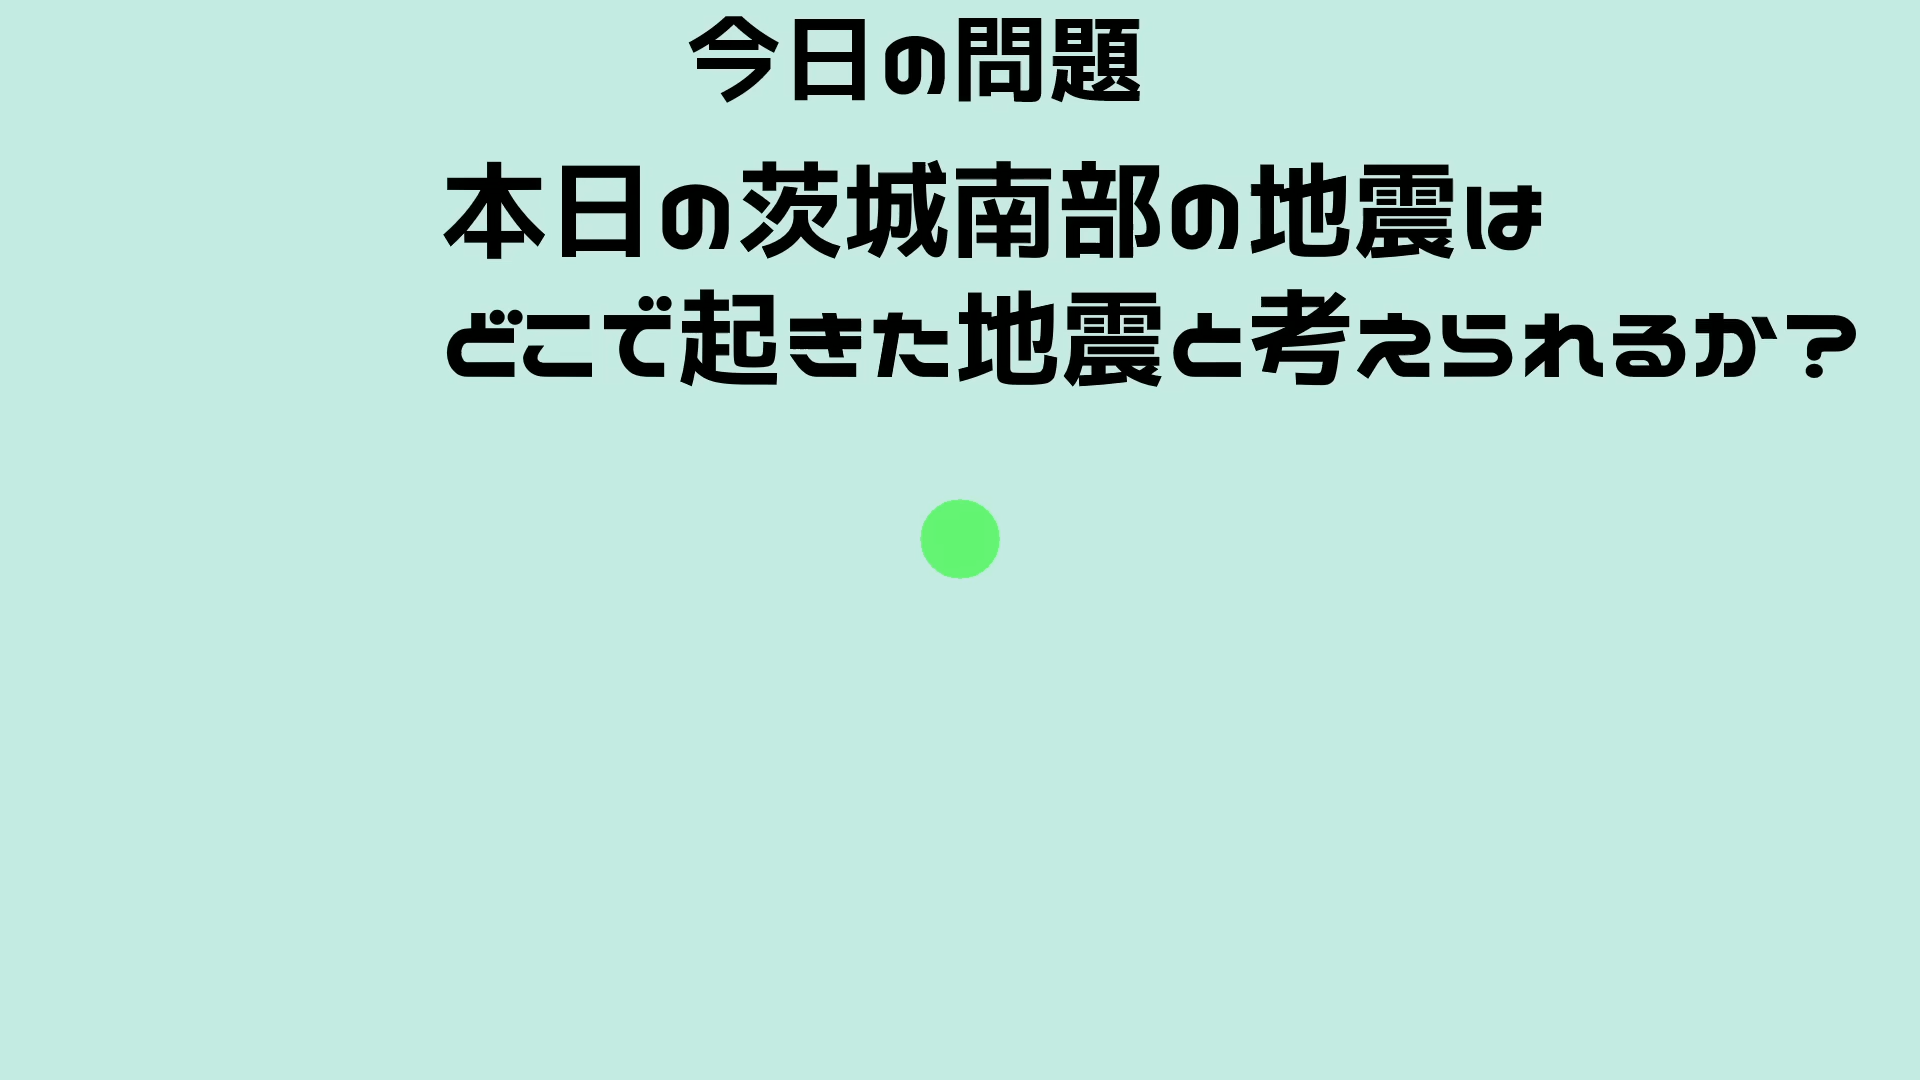 今日の問題
本日の茨城南部の地震は
どこで起きた地震と考えられるか？